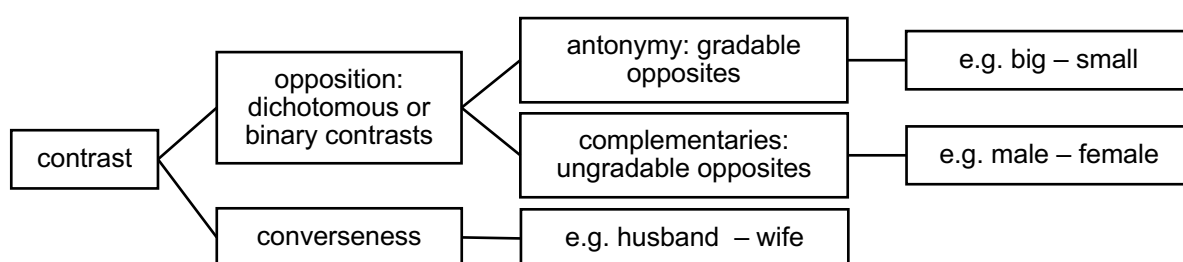 contrast
opposition:
dichotomous or
binary contrasts
antonymy: gradable
opposites
e.g. big – small
complementaries:
ungradable opposites
e.g. male – female
converseness
e.g. husband – wife